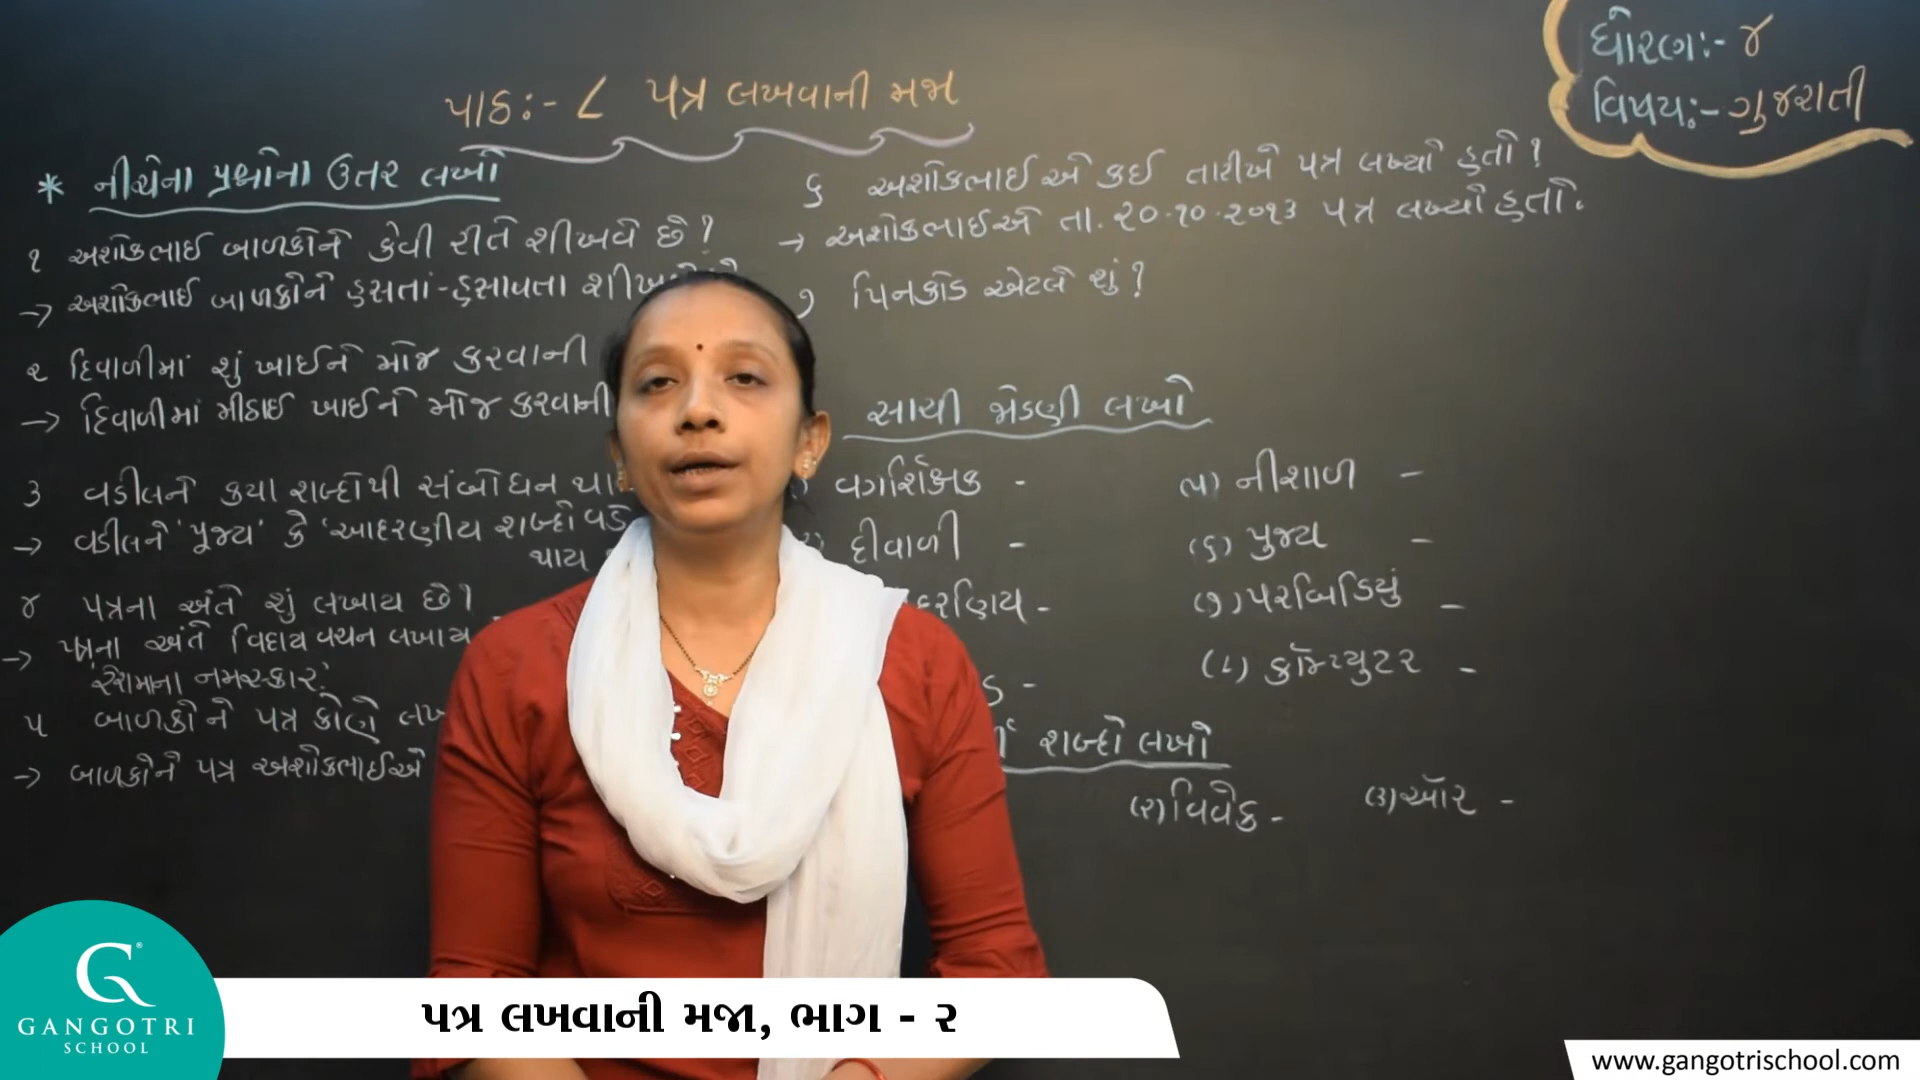 ધોરણ:- ૪
વિષય:- ગુજરાતી
પાઠ:- ૮ પત્ર લખવાની મજા
* નીચેના પ્રશ્નોના ઉતર લખો
૧ અશોકભાઈ બાળકોને કેવી રીતે શીખવે છે?
→ અશોકભાઈ બાળકોને હસતાં-હસાવતા
૨ દિવાળીમાં શું ખાઈને મોજ કરવાની
→ દિવાળીમાં મીઠાઈ ખાઈને મોજ કરવાની
૩ વડીલને કયા શબ્દોથી સંબોધન
→ વડીલને 'પૂજ્ય' કે 'આદરણીય શબ્દો વડે
થાય
૪ પત્રના અંતે શું લખાય છે?
→ પત્રના અંતે વિદાય વચન લખાય
નમસ્કાર.'
૫ બાળકોને પત્ર કોણે
→ બાળકોને પત્ર અશોકભાઈએ
૬ અશોકભાઈએ કઈ તારીખે પત્ર લખ્યો હતો?
→ અશોકભાઈએ તા. ૨૦.૧૦.૨૦૧૩ પત્ર લખ્યો હતો.
૭ પિનકોડ એટલે શું?
સાચી જોડણી લખો
વર્ગશિક્ષક -
દીવાળી -
(૫) નીશાળ -
(૬) પુજ્ય -
(૭) પરબિડિયું -
(૮) કૉમ્પ્યુટર -
શબ્દો લખો
(૨) વિવેક -
(૩) ઑર -
GANGOTRI
SCHOOL
પત્ર લખવાની મજા, ભાગ - ૨
www.gangotrischool.com